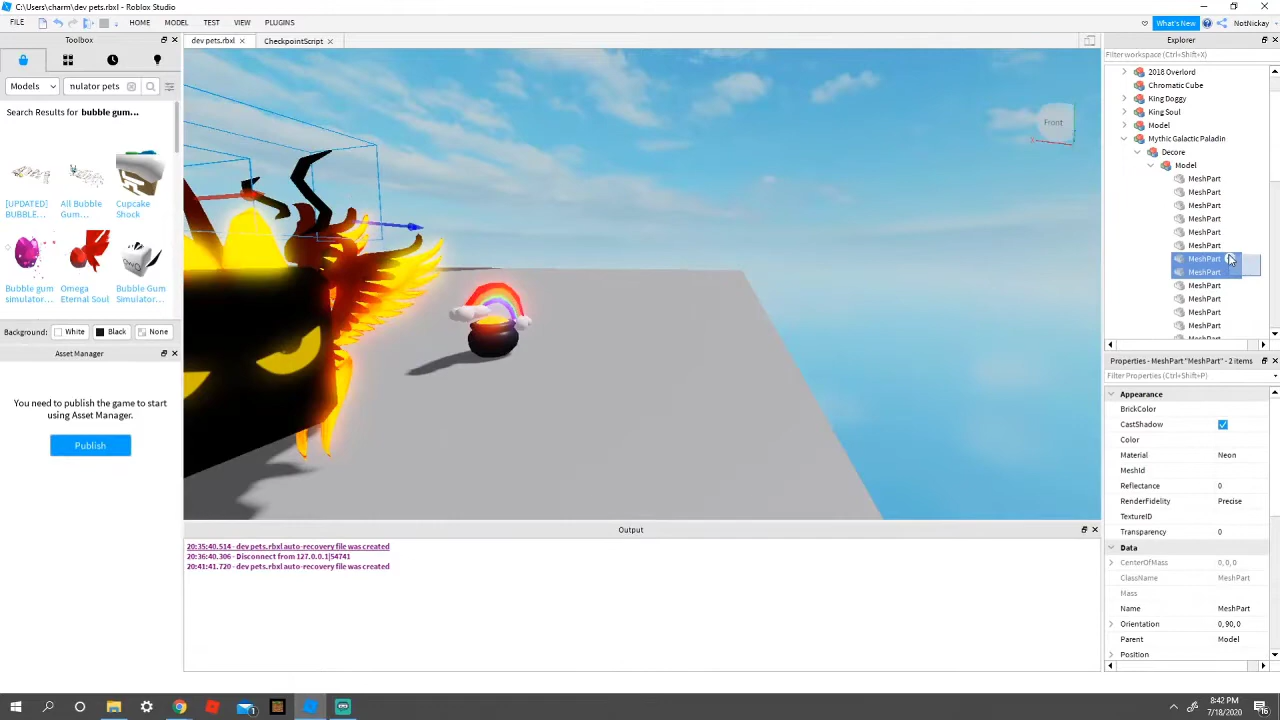 C:\Users\charm\dev pets.rbxl - Roblox Studio
FILE HOME MODEL TEST VIEW PLUGINS What's New NotNickay
Toolbox
dev pets.rbxl CheckpointScript
Explorer
Filter workspace (Ctrl+Shift+X)
Models nulator pets
Search Results for bubble gum...
[UPDATED] BUBBLE...
All Bubble Gum...
Cupcake Shock
Bubble gum simulator...
Omega Eternal Soul
Bubble Gum Simulator...
Background: White Black None
Asset Manager
You need to publish the game to start
using Asset Manager.
Publish
Front
2018 Overlord
Chromatic Cube
King Doggy
King Soul
Model
Mythic Galactic Paladin
Decore
Model
MeshPart
MeshPart
MeshPart
MeshPart
MeshPart
MeshPart
MeshPart
MeshPart
MeshPart
MeshPart
MeshPart
MeshPart
Properties - MeshPart "MeshPart" - 2 items
Filter Properties (Ctrl+Shift+P)
Appearance
BrickColor
CastShadow
Color
Material Neon
MeshId
Reflectance 0
RenderFidelity Precise
TextureID
Transparency 0
Data
CenterOfMass 0, 0, 0
ClassName MeshPart
Mass
Name MeshPart
Orientation 0, 90, 0
Parent Model
Position
Output
20:35:40.514 - dev pets.rbxl auto-recovery file was created
20:36:40.306 - Disconnect from 127.0.0.1|54741
20:41:41.720 - dev pets.rbxl auto-recovery file was created
8:42 PM
7/18/2020